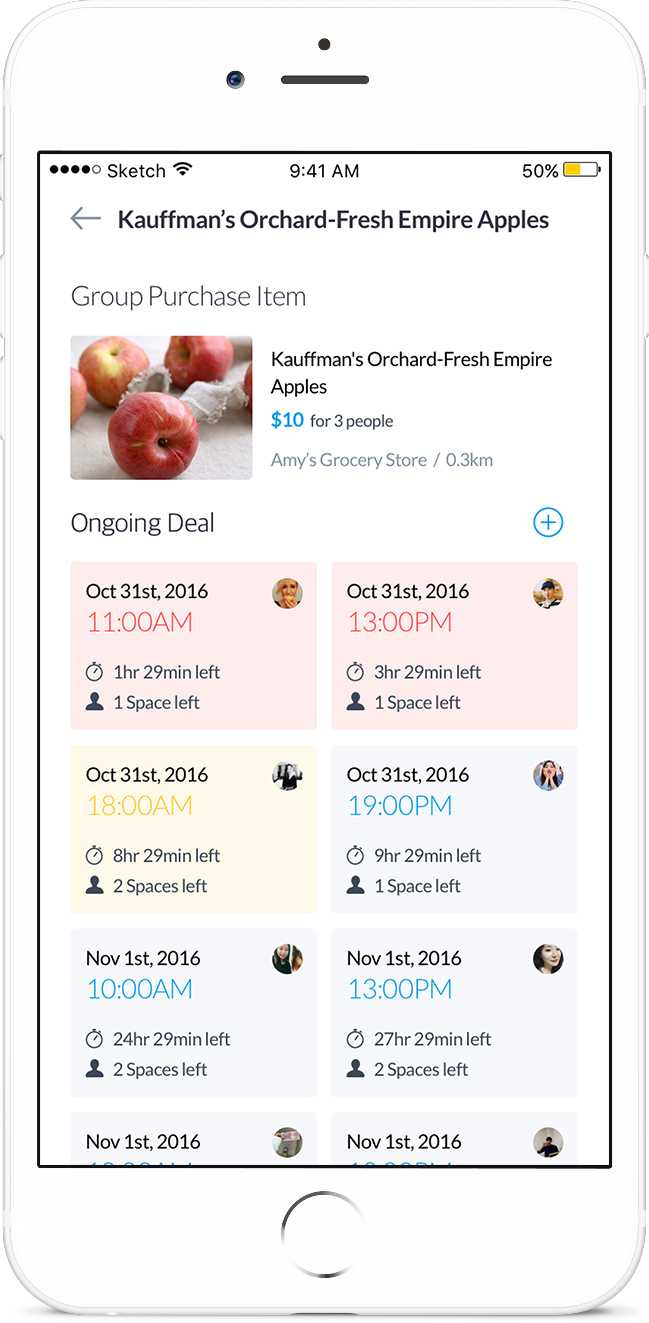 Sketch 9:41 AM 50%
Kauffman’s Orchard-Fresh Empire Apples
Group Purchase Item
Kauffman's Orchard-Fresh Empire
Apples
$10 for 3 people
Amy’s Grocery Store / 0.3km
Ongoing Deal
Oct 31st, 2016
11:00AM
1hr 29min left
1 Space left
Oct 31st, 2016
13:00PM
3hr 29min left
1 Space left
Oct 31st, 2016
18:00AM
8hr 29min left
2 Spaces left
Oct 31st, 2016
19:00PM
9hr 29min left
1 Space left
Nov 1st, 2016
10:00AM
24hr 29min left
2 Spaces left
Nov 1st, 2016
13:00PM
27hr 29min left
2 Spaces left
Nov 1st, 2016
Nov 1st, 2016